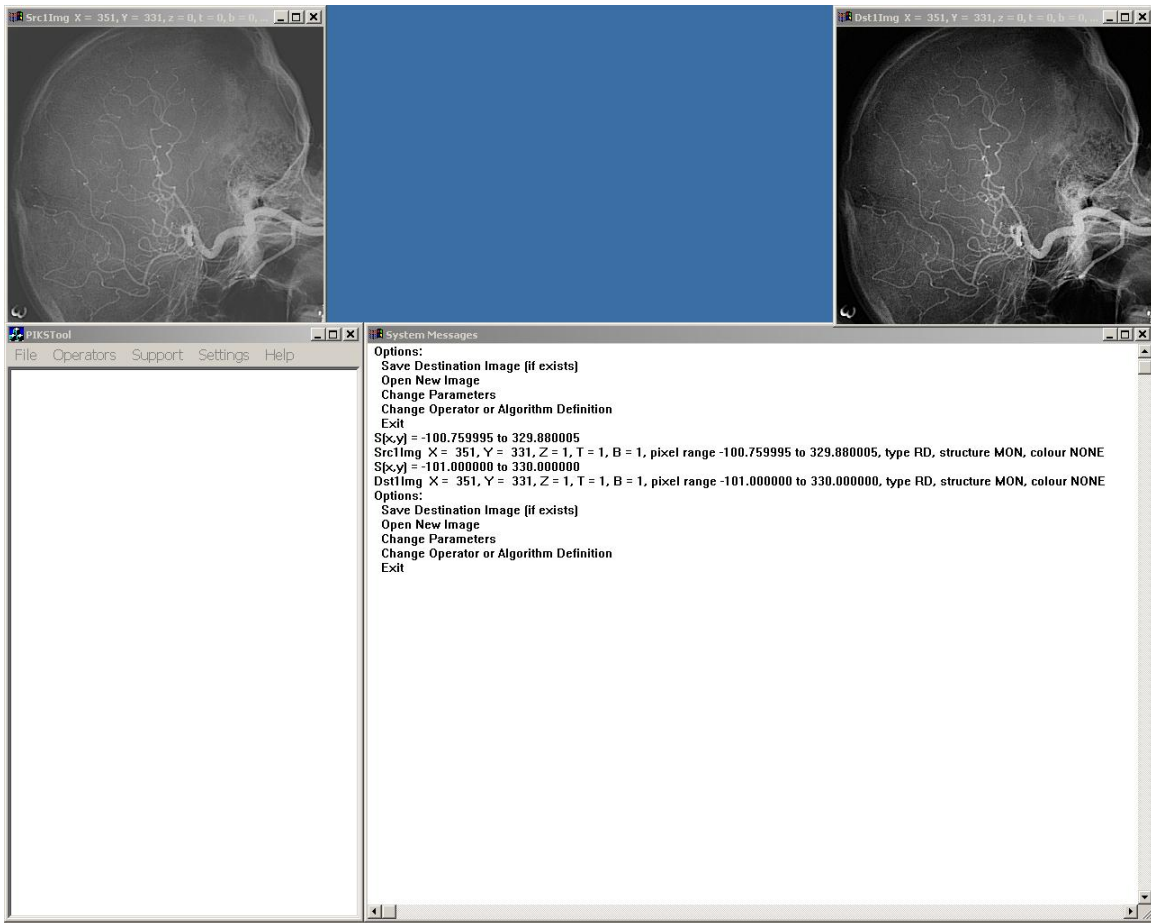 Src1Img X = 351, Y = 331, z = 0, t = 0, b = 0, ...
Dst1Img X = 351, Y = 331, z = 0, t = 0, b = 0, ...
PIKSTool
File Operators Support Settings Help
System Messages
Options:
Save Destination Image (if exists)
Open New Image
Change Parameters
Change Operator or Algorithm Definition
Exit
S(x,y) = -100.759995 to 329.880005
Src1Img X = 351, Y = 331, Z = 1, T = 1, B = 1, pixel range -100.759995 to 329.880005, type RD, structure MON, colour NONE
S(x,y) = -101.000000 to 330.000000
Dst1Img X = 351, Y = 331, Z = 1, T = 1, B = 1, pixel range -101.000000 to 330.000000, type RD, structure MON, colour NONE
Options:
Save Destination Image (if exists)
Open New Image
Change Parameters
Change Operator or Algorithm Definition
Exit